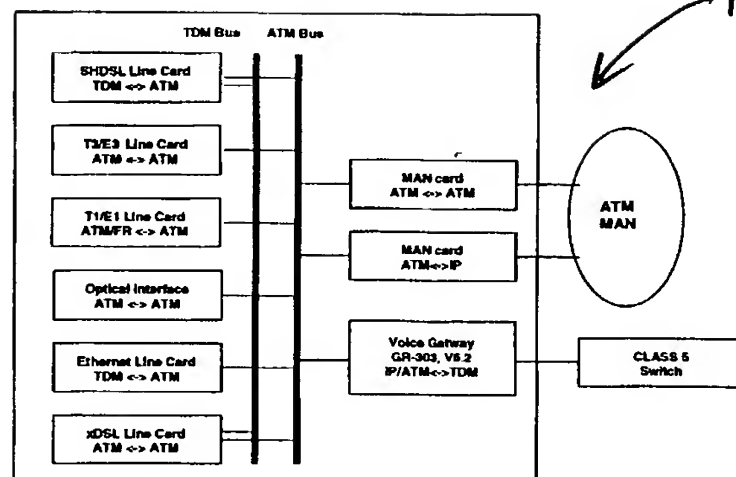 TDM Bus ATM Bus
SHDSL Line Card
TDM <-> ATM
T3/E3 Line Card
ATM <-> ATM
T1/E1 Line Card
ATM/FR <-> ATM
Optical Interface
ATM <-> ATM
Ethernet Line Card
TDM <-> ATM
xDSL Line Card
ATM <-> ATM
MAN card
ATM <-> ATM
MAN card
ATM<->IP
Voice Gatway
GR-303, V5.2
IP/ATM<->TDM
ATM
MAN
CLASS 5
Switch